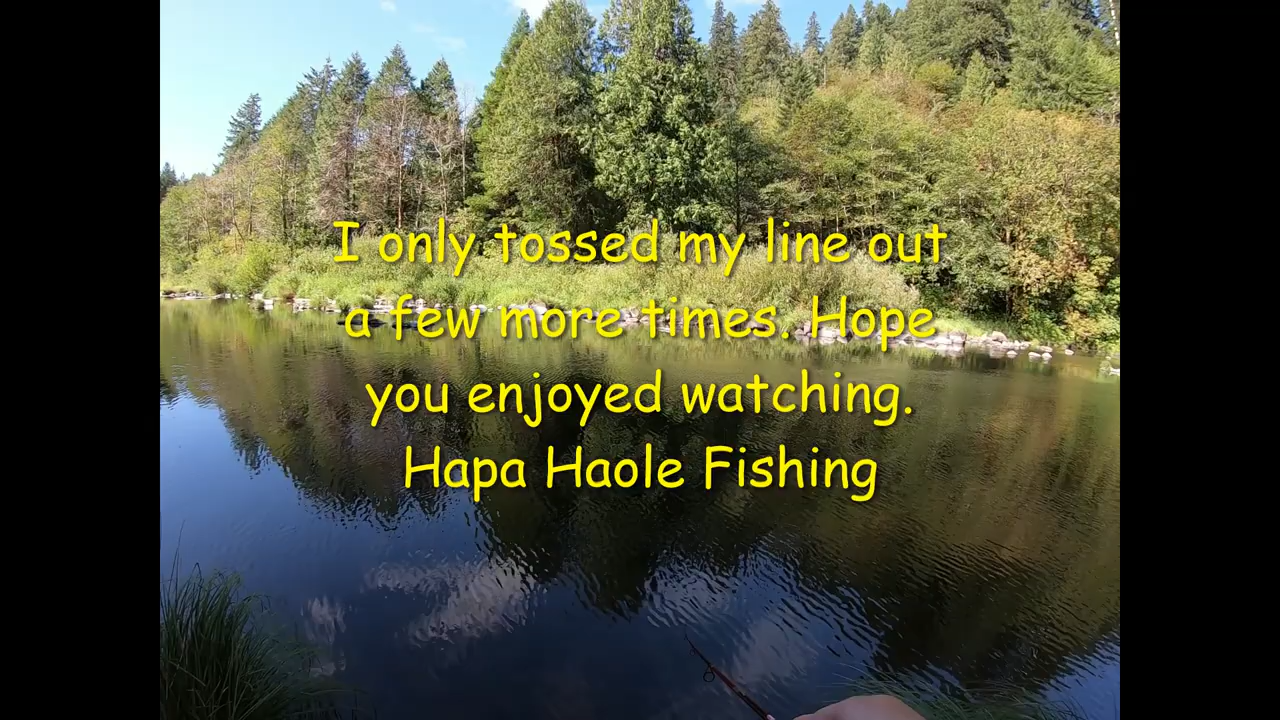 I only tossed my line out
a few more times. Hope
you enjoyed watching.
Hapa Haole Fishing